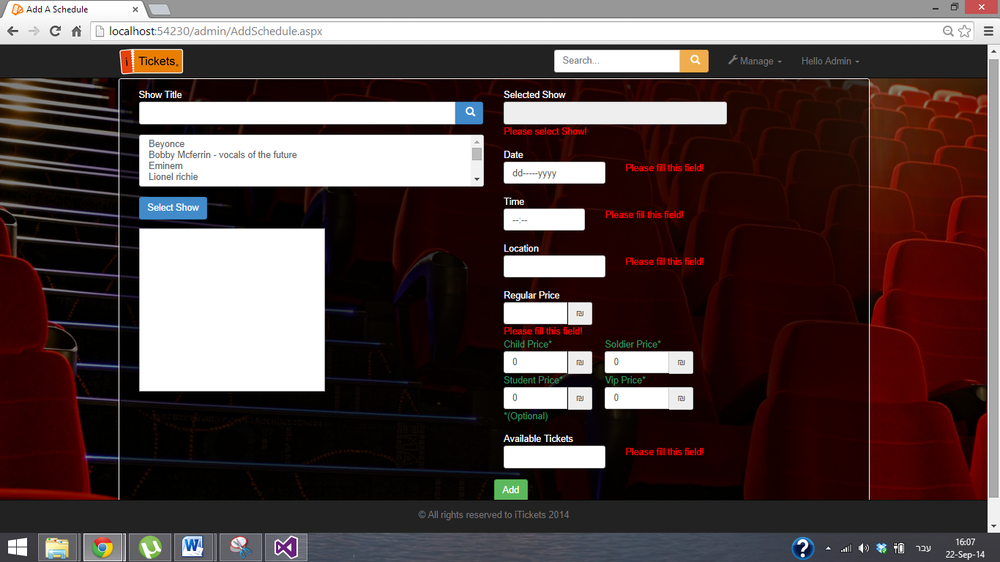 Add A Schedule
localhost:54230/admin/AddSchedule.aspx
i Tickets
Search...
Manage
Hello Admin
Show Title
Beyonce
Bobby Mcferrin - vocals of the future
Eminem
Lionel richie
Select Show
Selected Show
Please select Show!
Date
dd-----yyyy
Please fill this field!
Time
--:--
Please fill this field!
Location
Please fill this field!
Regular Price
₪
Please fill this field!
Child Price* Soldier Price*
0 ₪ 0 ₪
Student Price* Vip Price*
0 ₪ 0 ₪
*(Optional)
Available Tickets
Please fill this field!
Add
© All rights reserved to iTickets 2014
עבר
16:07
22-Sep-14